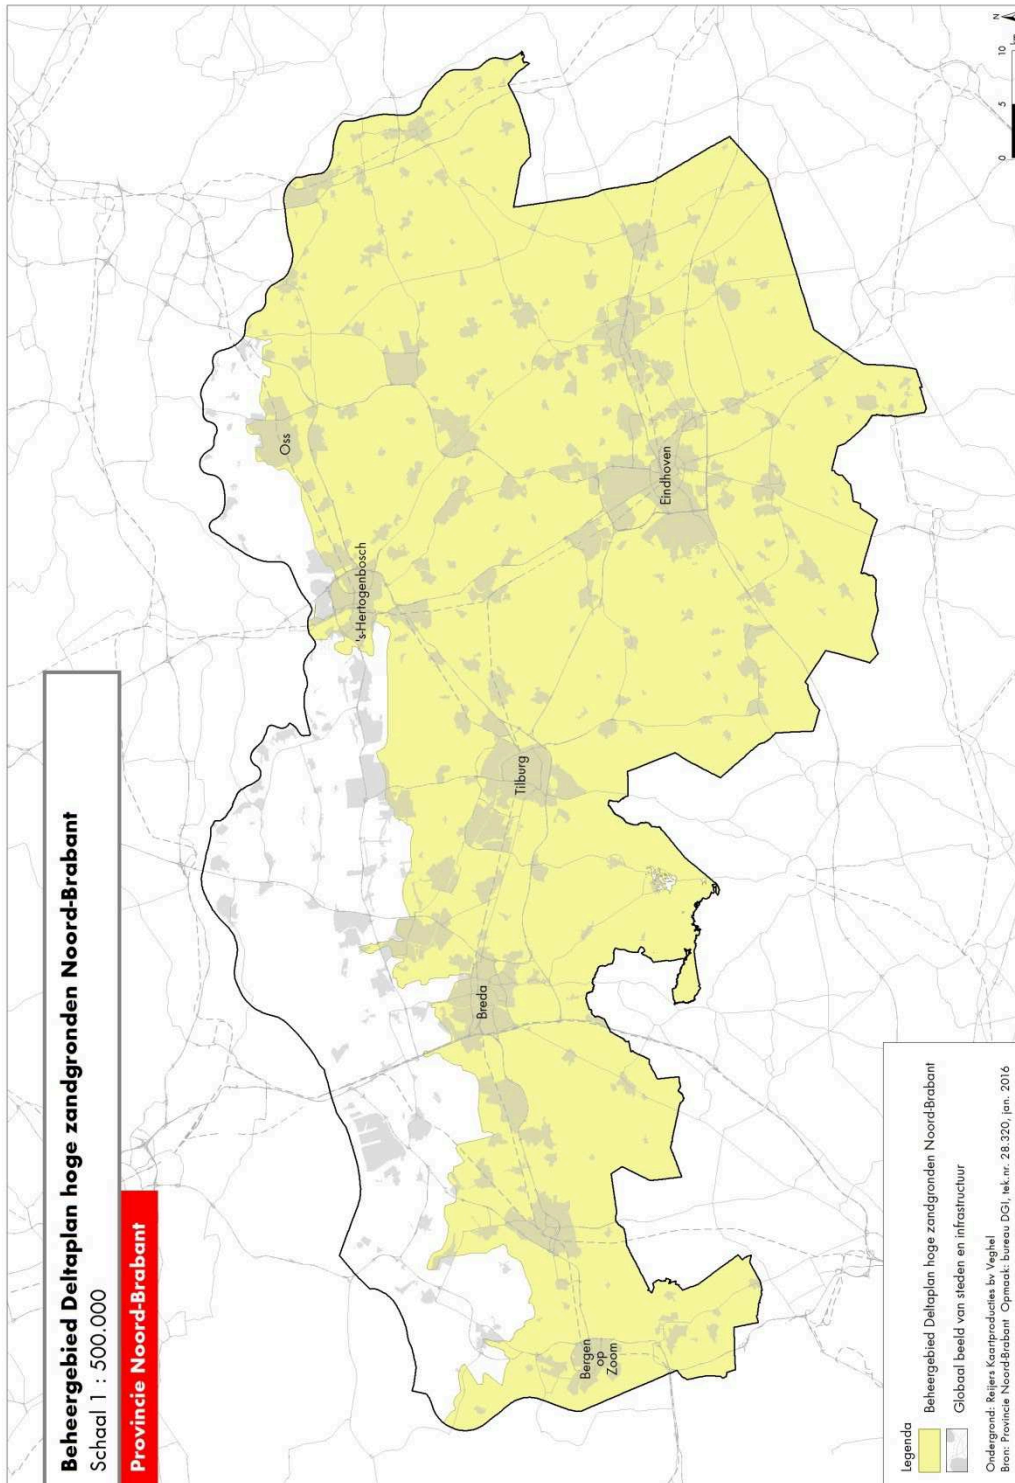 Beheergebied Deltaplan hoge zandgronden Noord-Brabant
Schaal 1 : 500.000
Provincie Noord-Brabant
Oss
's-Hertogenbosch
Eindhoven
Tilburg
Breda
Bergen
op
Zoom
Legenda
Beheergebied Deltaplan hoge zandgronden Noord-Brabant
Globaal beeld van steden en infrastructuur
Ondergrond: Reijers Kaartproducties bv Veghel
Bron: Provincie Noord-Brabant Opmaak: bureau DGI, tek.nr. 28.320, jan. 2016
0 5 10
km
N